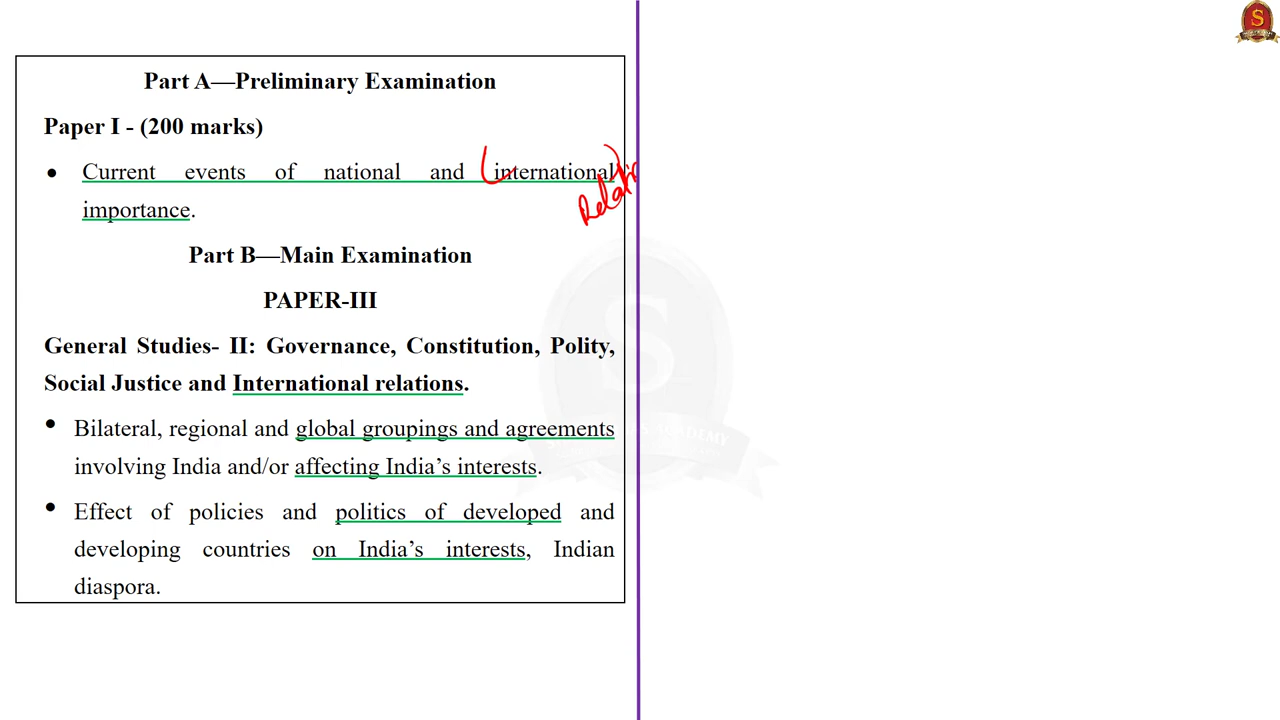 Part A—Preliminary Examination
Paper I - (200 marks)
• Current events of national and (international)
importance.
Part B—Main Examination
PAPER-III
General Studies- II: Governance, Constitution, Polity,
Social Justice and International relations.
• Bilateral, regional and global groupings and agreements
involving India and/or affecting India's interests.
• Effect of policies and politics of developed and
developing countries on India's interests, Indian
diaspora.
S
S
ACADEMY